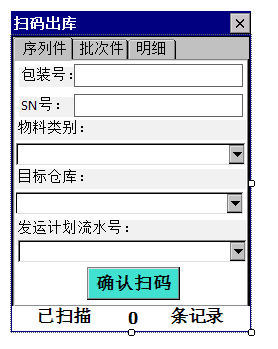 扫码出库
序列件 批次件 明细
包装号:
SN号:
物料类别:
目标仓库:
发运计划流水号:
确认扫码
已扫描 0 条记录